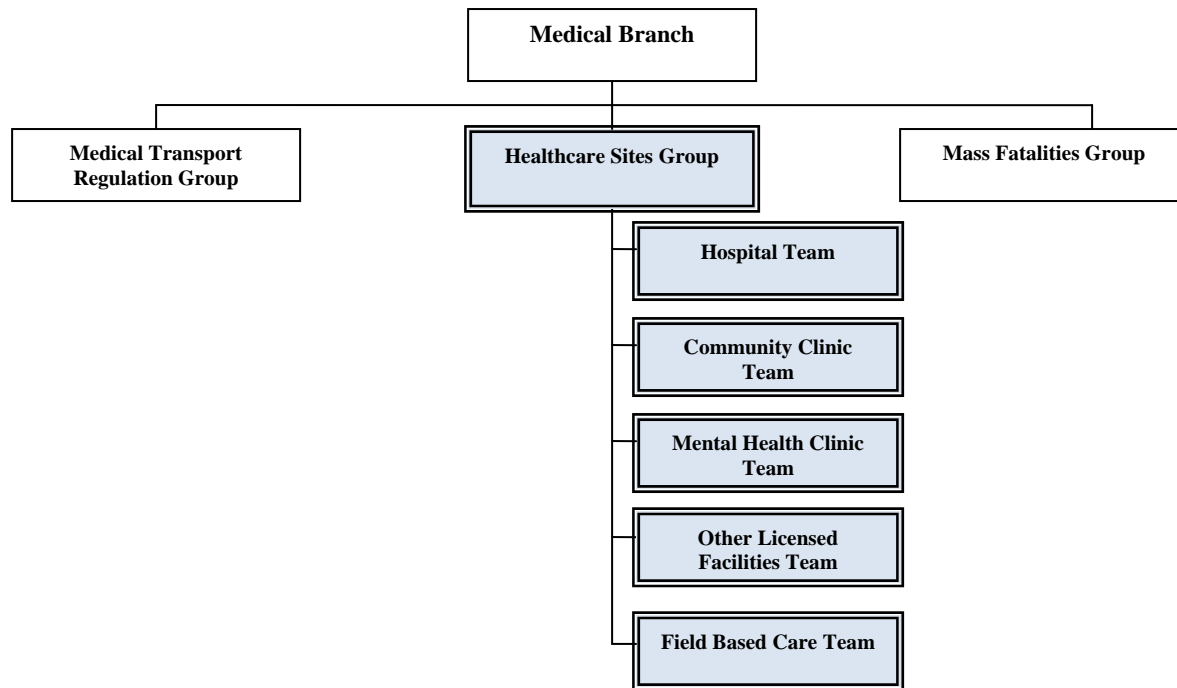 Medical Branch
Medical Transport
Regulation Group
Healthcare Sites Group
Mass Fatalities Group
Hospital Team
Community Clinic
Team
Mental Health Clinic
Team
Other Licensed
Facilities Team
Field Based Care Team